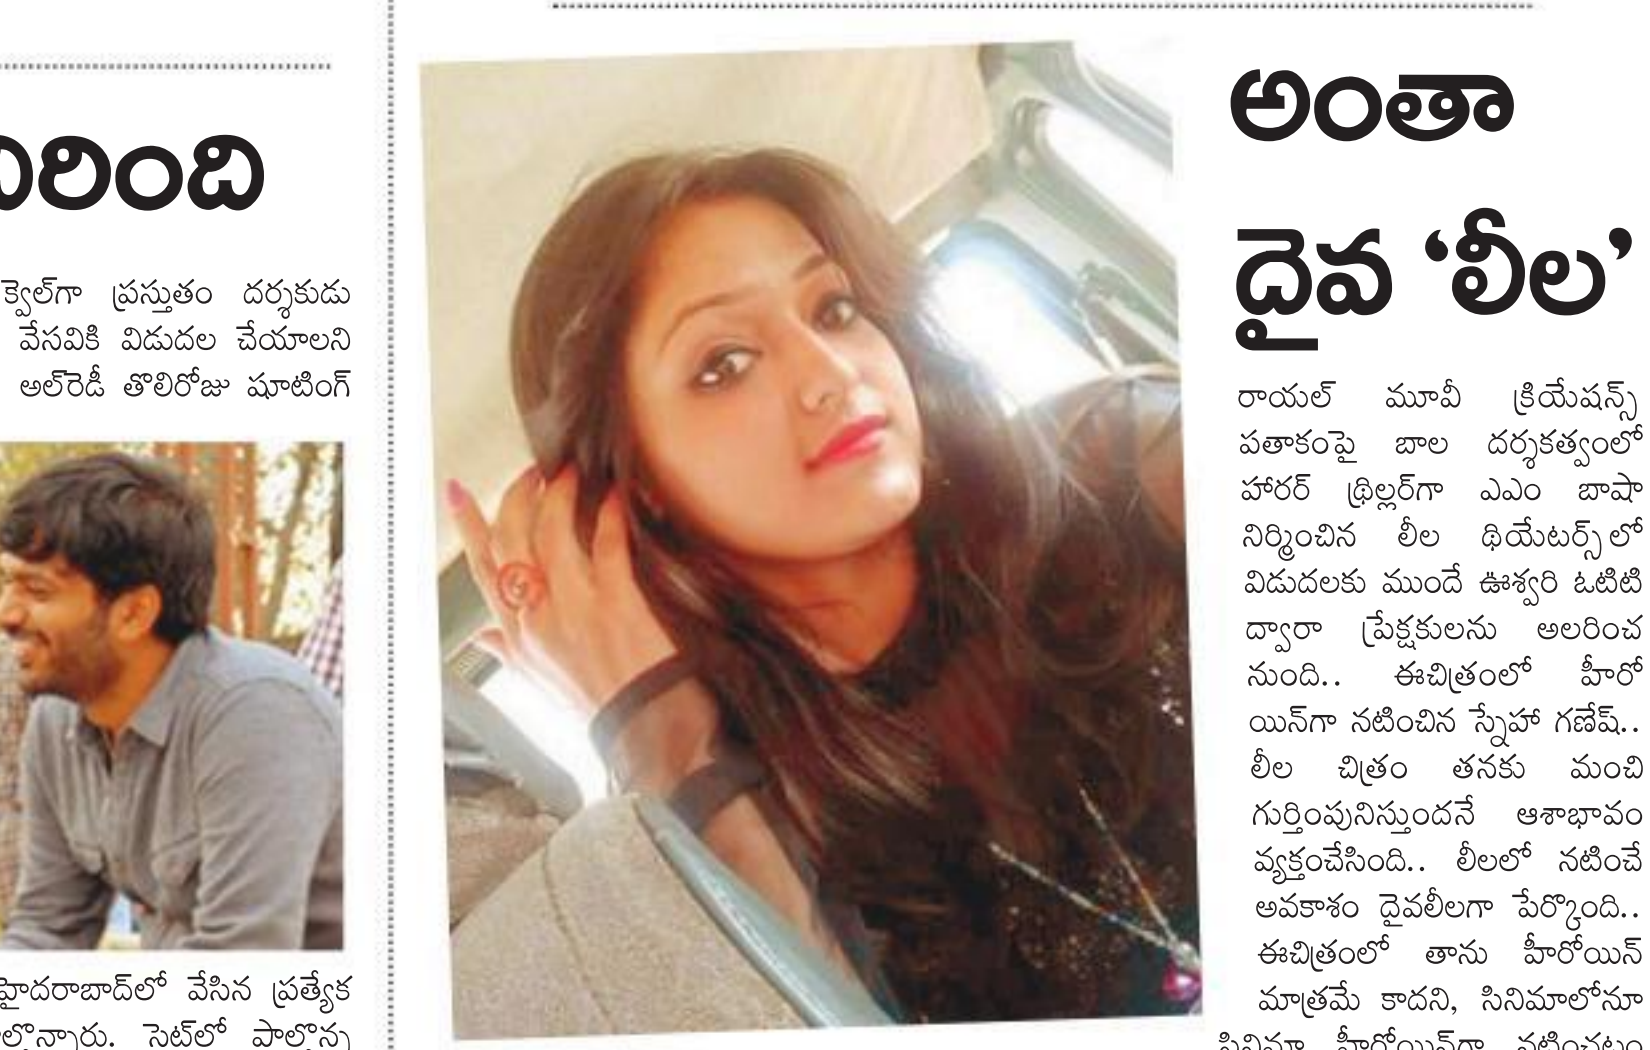 రింది
క్వెల్‌గా ప్రస్తుతం దర్శకుడు
వేసవికి విడుదల చేయాలని
అల్‌రెడీ తొలిరోజు షూటింగ్
హైదరాబాద్‌లో వేసిన ప్రత్యేక
ల్గొన్నారు. సెట్‌లో పాల్గొన్న
అంతా
దైవ ‘లీల’
రాయల్ మూవీ క్రియేషన్స్
పతాకంపై బాల దర్శకత్వంలో
హారర్ థ్రిల్లర్‌గా ఎఎం బాషా
నిర్మించిన లీల థియేటర్స్‌లో
విడుదలకు ముందే ఊశ్వరి ఓటిటి
ద్వారా ప్రేక్షకులను అలరించ
నుంది.. ఈచిత్రంలో హీరో
యిన్‌గా నటించిన స్నేహా గణేష్..
లీల చిత్రం తనకు మంచి
గుర్తింపునిస్తుందనే ఆశాభావం
వ్యక్తంచేసింది.. లీలలో నటించే
అవకాశం దైవలీలగా పేర్కొంది..
ఈచిత్రంలో తాను హీరోయిన్
మాత్రమే కాదని, సినిమాలోనూ
సినిమా హీరోయిన్‌గా నటించటం